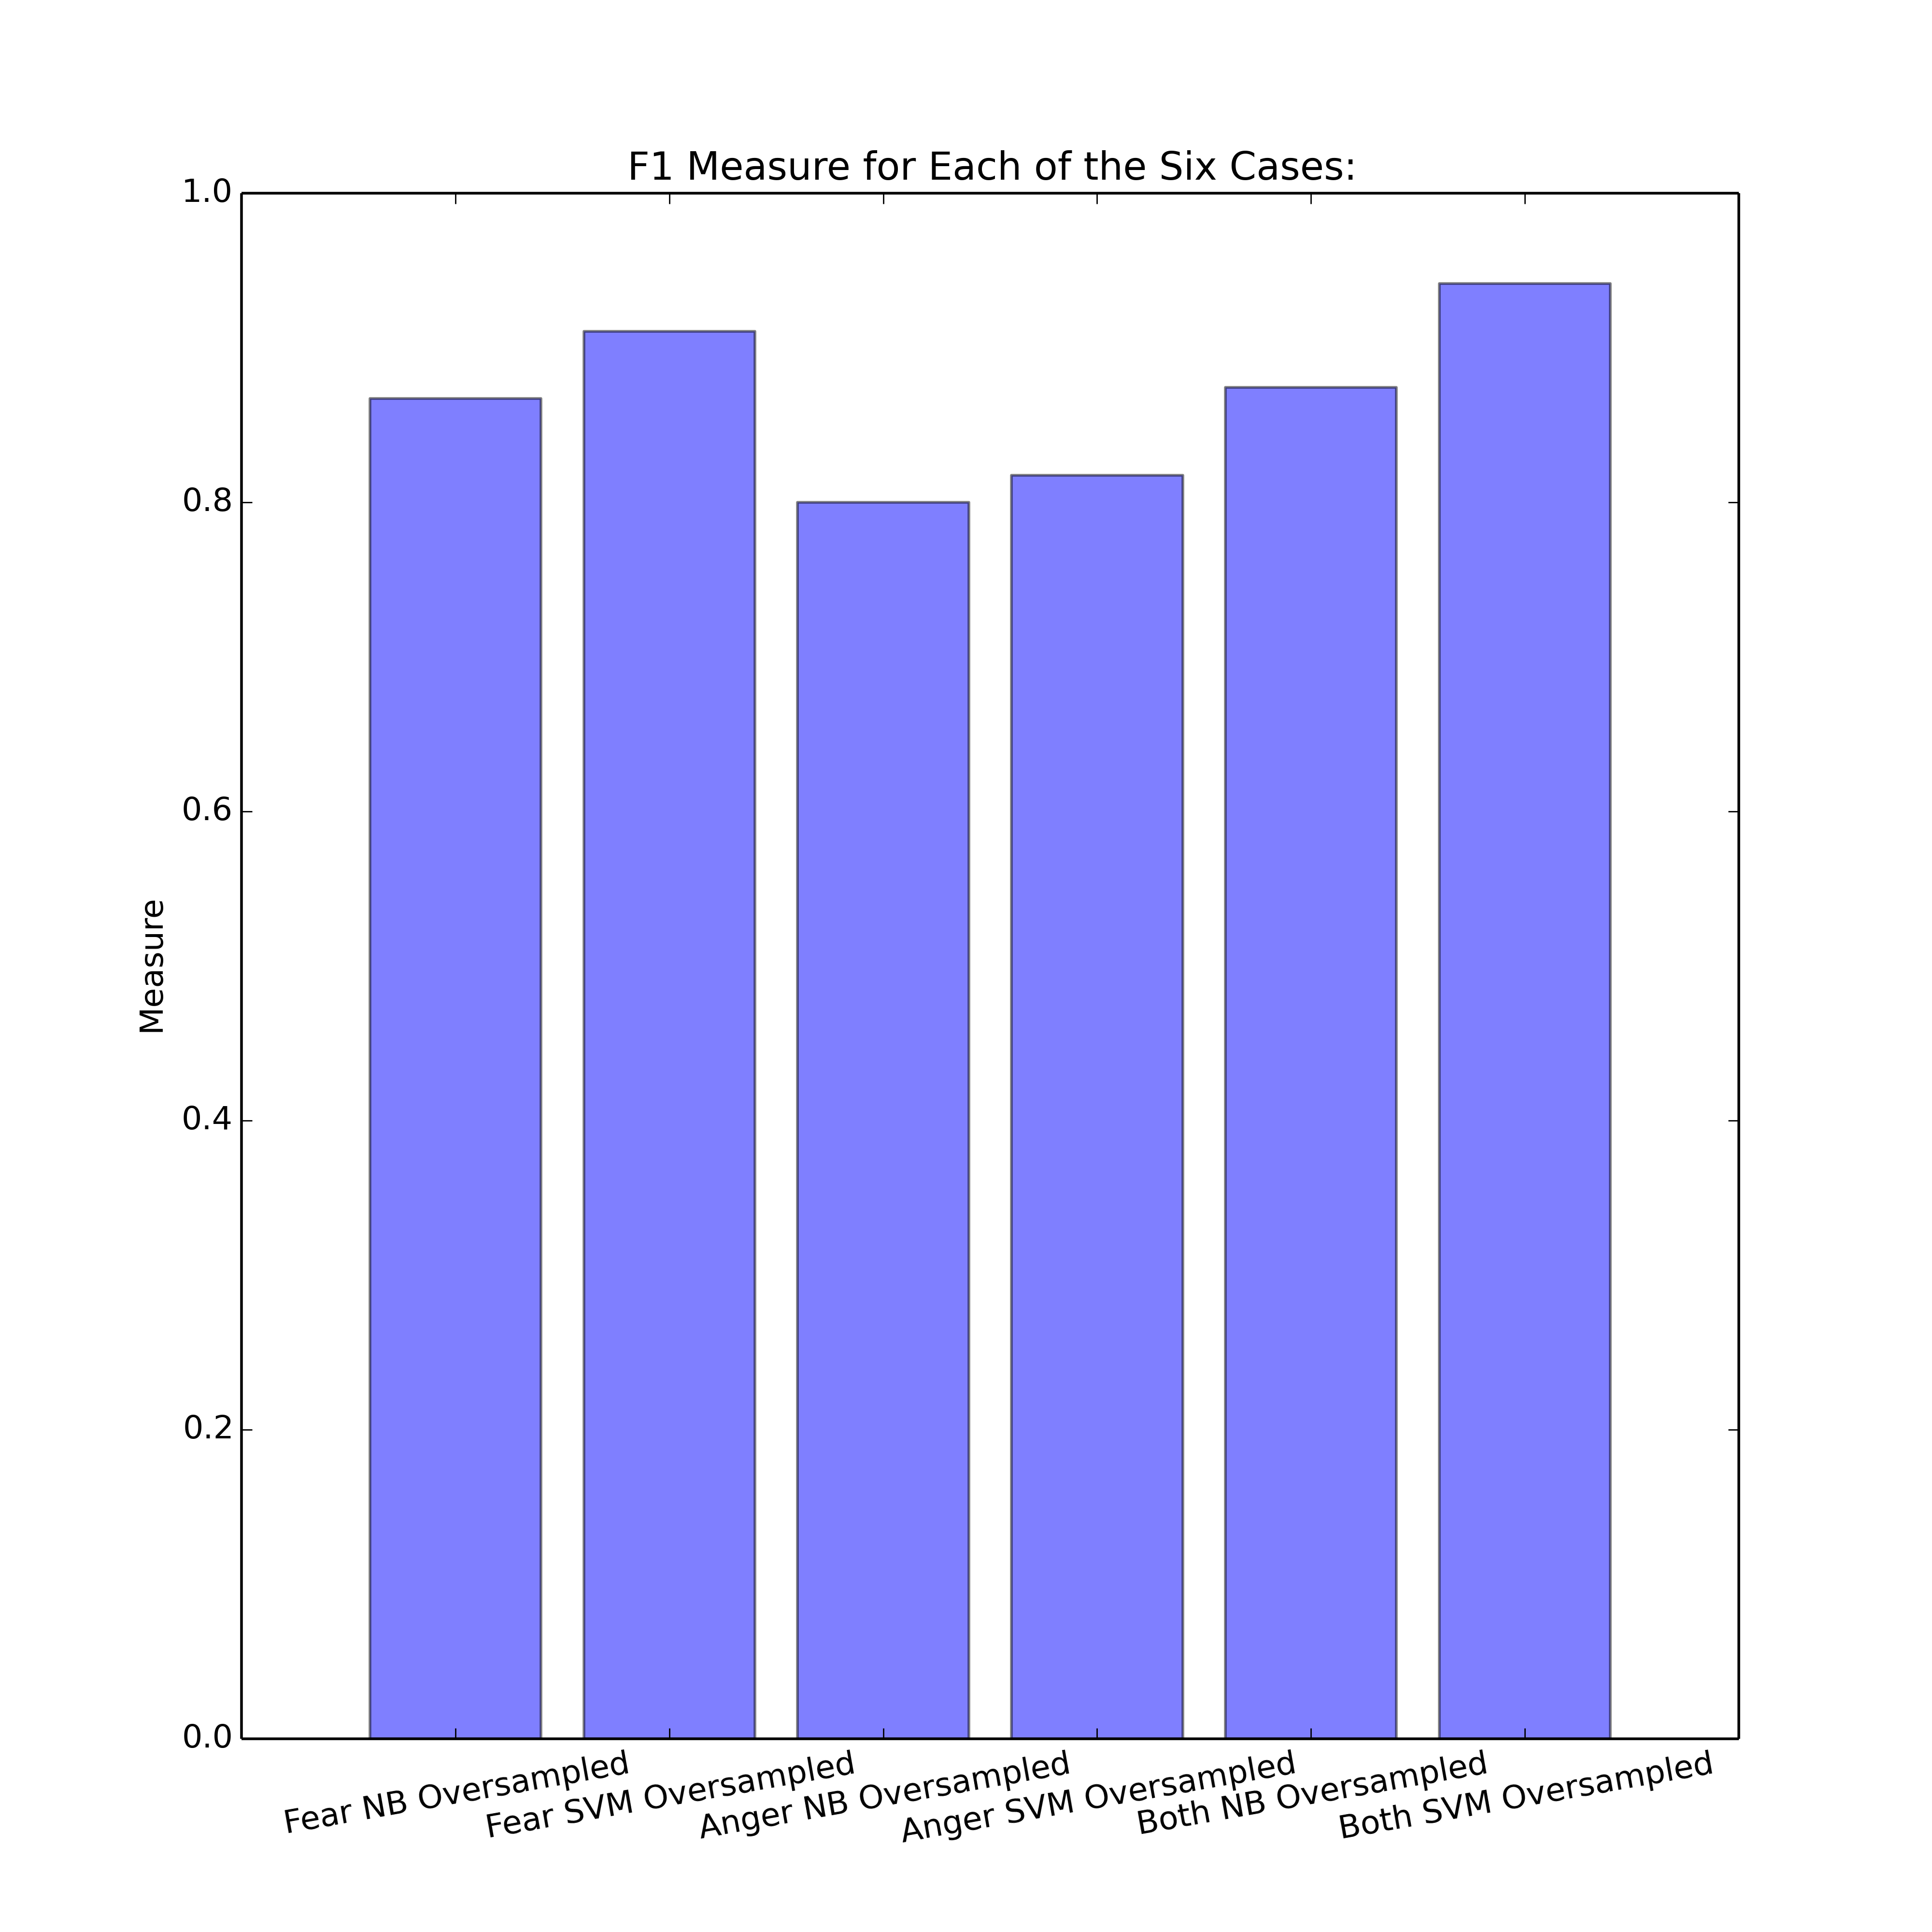 F1 Measure for Each of the Six Cases:
1.0
0.8
0.6
0.4
0.2
0.0
Measure
Fear NB Oversampled
Fear SVM Oversampled
Anger NB Oversampled
Anger SVM Oversampled
Both NB Oversampled
Both SVM Oversampled